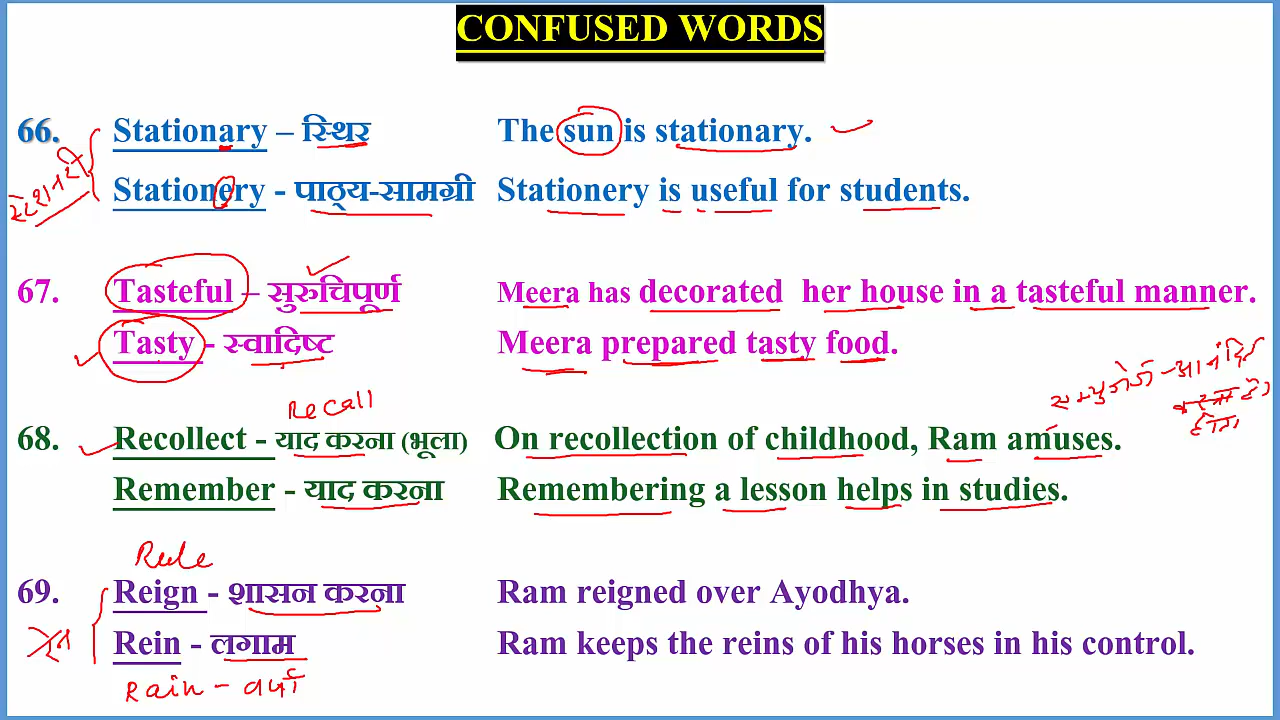 CONFUSED WORDS
66. Stationary – स्थिर The sun is stationary.
स्टेशनरी
Stationery - पाठ्य-सामग्री Stationery is useful for students.
67. Tasteful – सुरुचिपूर्ण Meera has decorated her house in a tasteful manner.
Tasty - स्वादिष्ट Meera prepared tasty food.
Recall
68. Recollect - याद करना (भूला) On recollection of childhood, Ram amuses.
Remember - याद करना Remembering a lesson helps in studies.
Rule
69. Reign - शासन करना Ram reigned over Ayodhya.
रेन
Rein - लगाम Ram keeps the reins of his horses in his control.
Rain - वर्षा